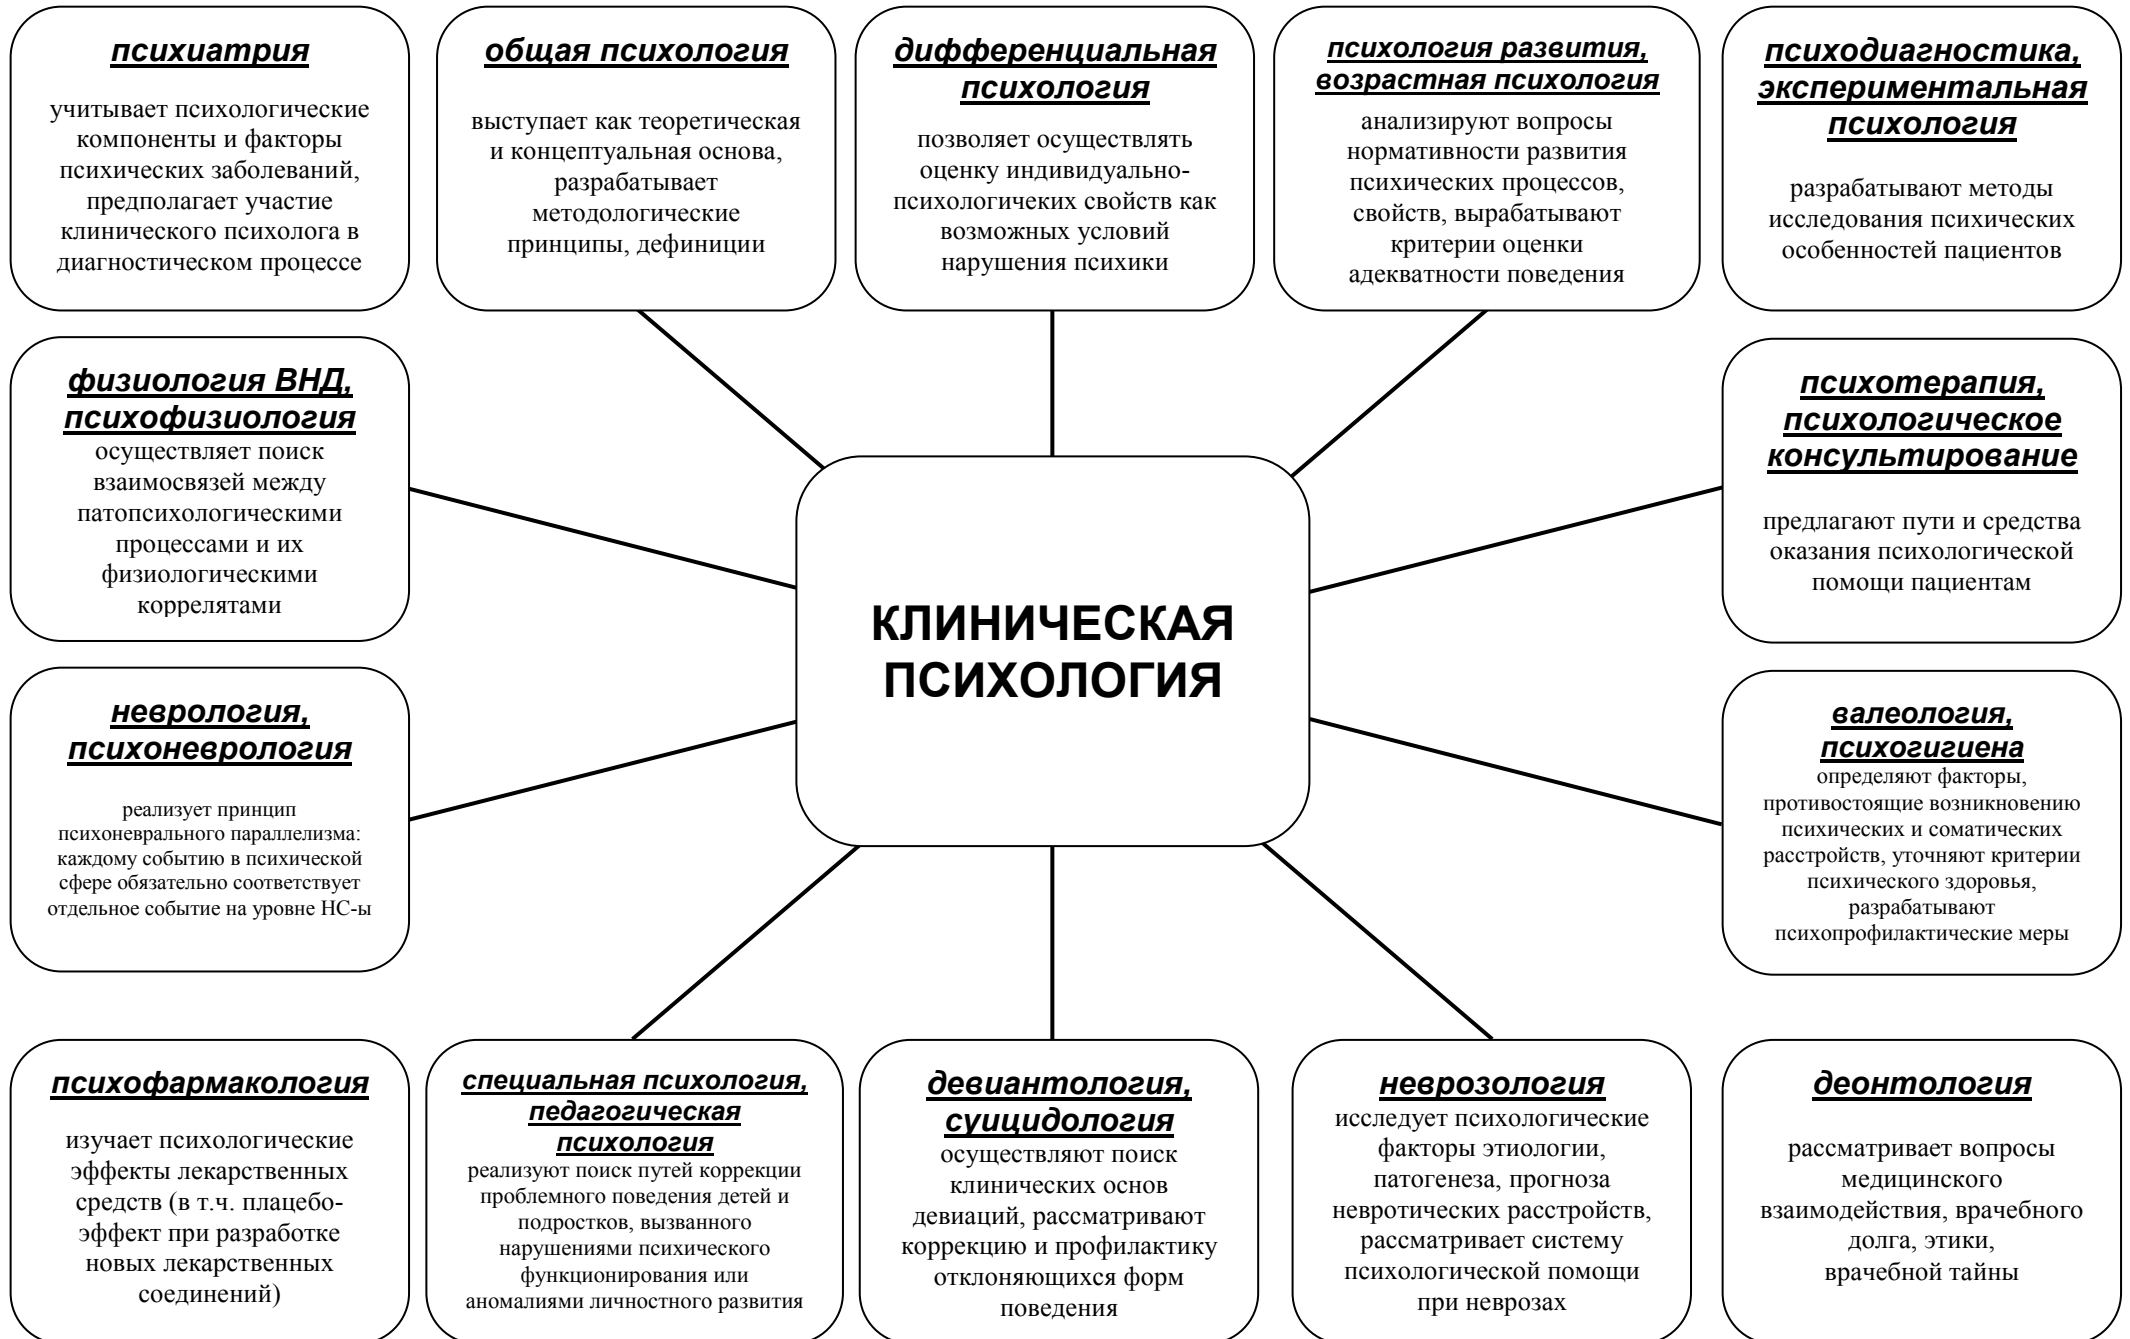 психиатрия
учитывает психологические
компоненты и факторы
психических заболеваний,
предполагает участие
клинического психолога в
диагностическом процессе
общая психология
выступает как теоретическая
и концептуальная основа,
разрабатывает
методологические
принципы, дефиниции
дифференциальная
психология
позволяет осуществлять
оценку индивидуально-
психологичеких свойств как
возможных условий
нарушения психики
психология развития,
возрастная психология
анализируют вопросы
нормативности развития
психических процессов,
свойств, вырабатывают
критерии оценки
адекватности поведения
психодиагностика,
экспериментальная
психология
разрабатывают методы
исследования психических
особенностей пациентов
физиология ВНД,
психофизиология
осуществляет поиск
взаимосвязей между
патопсихологическими
процессами и их
физиологическими
коррелятами
психотерапия,
психологическое
консультирование
предлагают пути и средства
оказания психологической
помощи пациентам
КЛИНИЧЕСКАЯ
ПСИХОЛОГИЯ
неврология,
психоневрология
реализует принцип
психоневрального параллелизма:
каждому событию в психической
сфере обязательно соответствует
отдельное событие на уровне НС-ы
валеология,
психогигиена
определяют факторы,
противостоящие возникновению
психических и соматических
расстройств, уточняют критерии
психического здоровья,
разрабатывают
психопрофилактические меры
психофармакология
изучает психологические
эффекты лекарственных
средств (в т.ч. плацебо-
эффект при разработке
новых лекарственных
соединений)
специальная психология,
педагогическая
психология
реализуют поиск путей коррекции
проблемного поведения детей и
подростков, вызванного
нарушениями психического
функционирования или
аномалиями личностного развития
девиантология,
суицидология
осуществляют поиск
клинических основ
девиаций, рассматривают
коррекцию и профилактику
отклоняющихся форм
поведения
неврозология
исследует психологические
факторы этиологии,
патогенеза, прогноза
невротических расстройств,
рассматривает систему
психологической помощи
при неврозах
деонтология
рассматривает вопросы
медицинского
взаимодействия, врачебного
долга, этики,
врачебной тайны